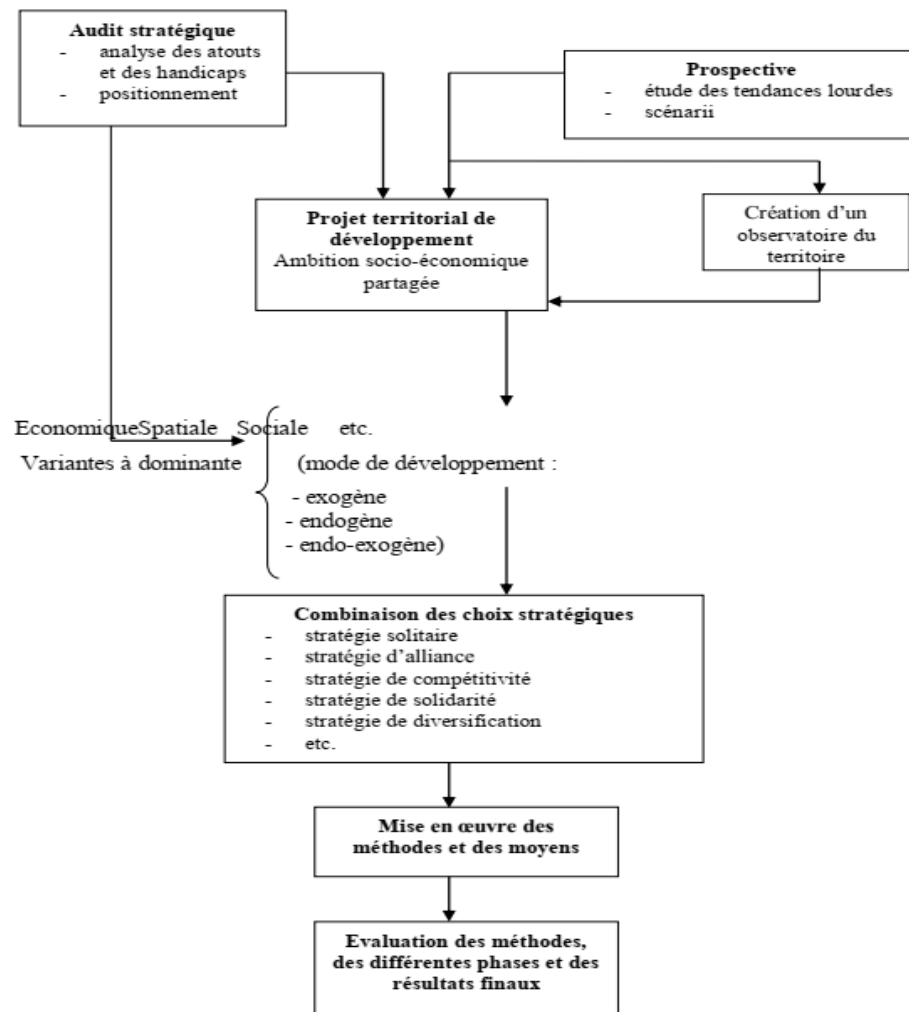 Audit stratégique
- analyse des atouts
et des handicaps
- positionnement
Prospective
- étude des tendances lourdes
- scénarii
Projet territorial de
développement
Ambition socio-économique
partagée
Création d’un
observatoire du
territoire
EconomiqueSpatiale Sociale etc.
Variantes à dominante (mode de développement :
- exogène
- endogène
- endo-exogène)
Combinaison des choix stratégiques
- stratégie solitaire
- stratégie d’alliance
- stratégie de compétitivité
- stratégie de solidarité
- stratégie de diversification
- etc.
Mise en œuvre des
méthodes et des moyens
Evaluation des méthodes,
des différentes phases et des
résultats finaux